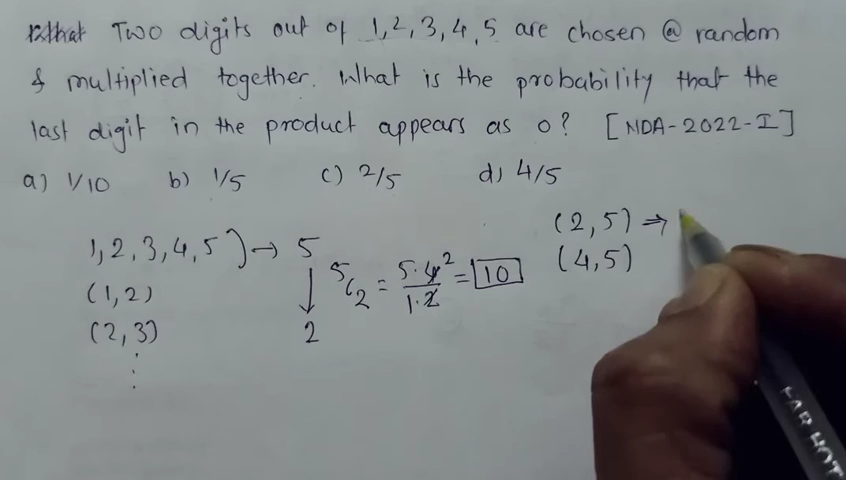 Two digits out of 1,2,3,4,5 are chosen @ random
& multiplied together. What is the probability that the
last digit in the product appears as 0? [NDA-2022-I]
a) 1/10 b) 1/5 c) 2/5 d) 4/5
1,2,3,4,5) → 5
(1,2)
(2,3)
⋮
↓
2
5C2 = 5·4 2 / 1·2 = 10
(2,5) ⇒
(4,5)